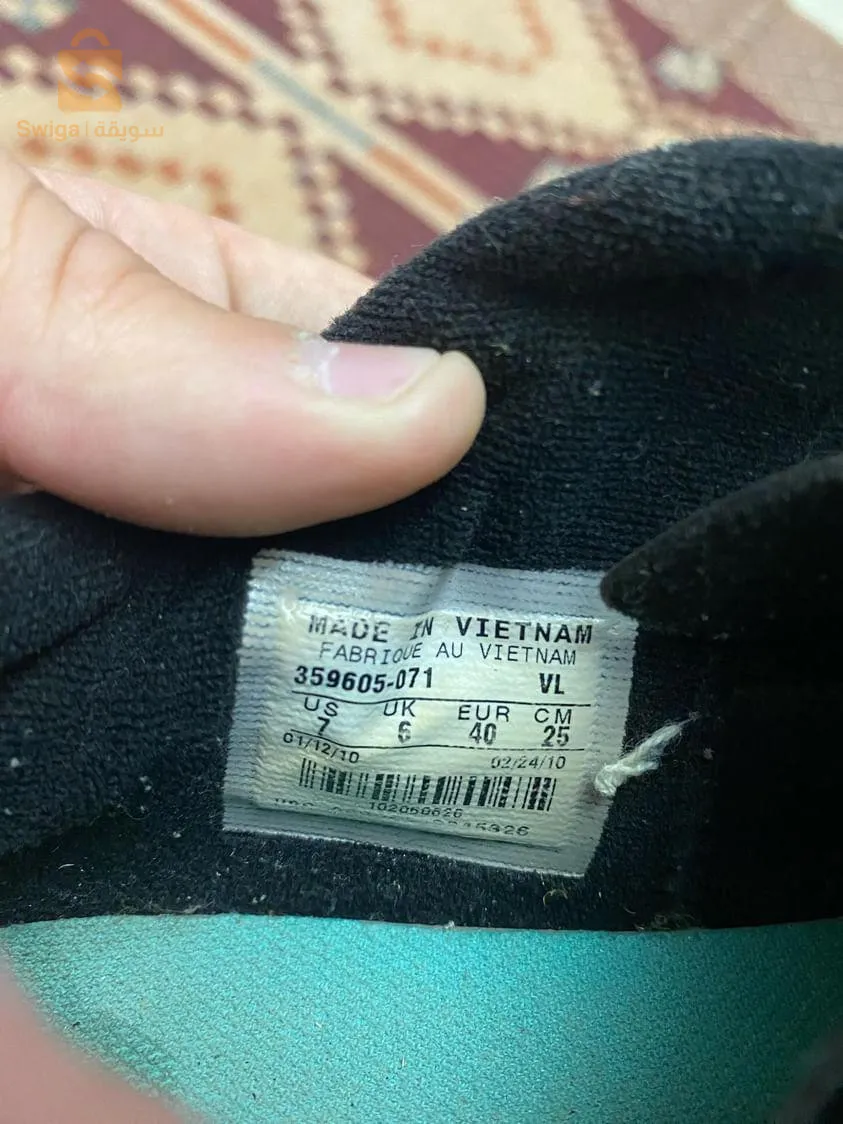 Swiga | سويقة
MADE IN VIETNAM
FABRIQUE AU VIETNAM
359605-071 VL
US UK EUR CM
7 6 40 25
01/12/10 02/24/10